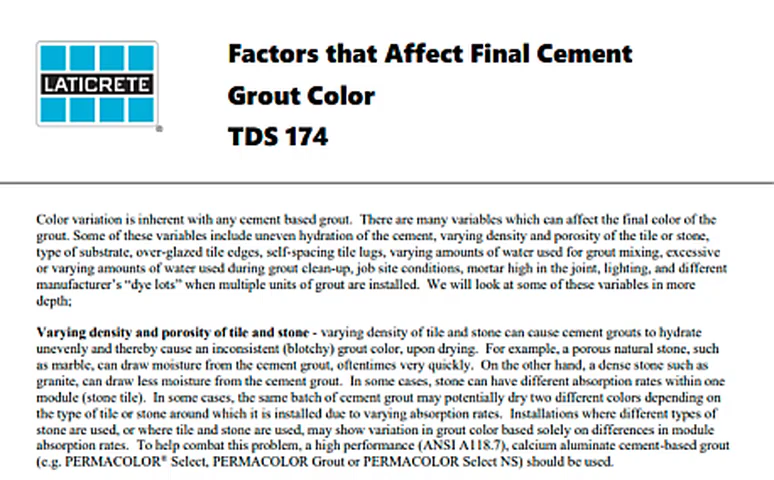 LATICRETE
®
Factors that Affect Final Cement
Grout Color
TDS 174
Color variation is inherent with any cement based grout. There are many variables which can affect the final color of the
grout. Some of these variables include uneven hydration of the cement, varying density and porosity of the tile or stone,
type of substrate, over-glazed tile edges, self-spacing tile lugs, varying amounts of water used for grout mixing, excessive
or varying amounts of water used during grout clean-up, job site conditions, mortar high in the joint, lighting, and different
manufacturer's “dye lots” when multiple units of grout are installed. We will look at some of these variables in more
depth;
Varying density and porosity of tile and stone - varying density of tile and stone can cause cement grouts to hydrate
unevenly and thereby cause an inconsistent (blotchy) grout color, upon drying. For example, a porous natural stone, such
as marble, can draw moisture from the cement grout, oftentimes very quickly. On the other hand, a dense stone such as
granite, can draw less moisture from the cement grout. In some cases, stone can have different absorption rates within one
module (stone tile). In some cases, the same batch of cement grout may potentially dry two different colors depending on
the type of tile or stone around which it is installed due to varying absorption rates. Installations where different types of
stone are used, or where tile and stone are used, may show variation in grout color based solely on differences in module
absorption rates. To help combat this problem, a high performance (ANSI A118.7), calcium aluminate cement-based grout
(e.g. PERMACOLOR® Select, PERMACOLOR Grout or PERMACOLOR Select NS) should be used.